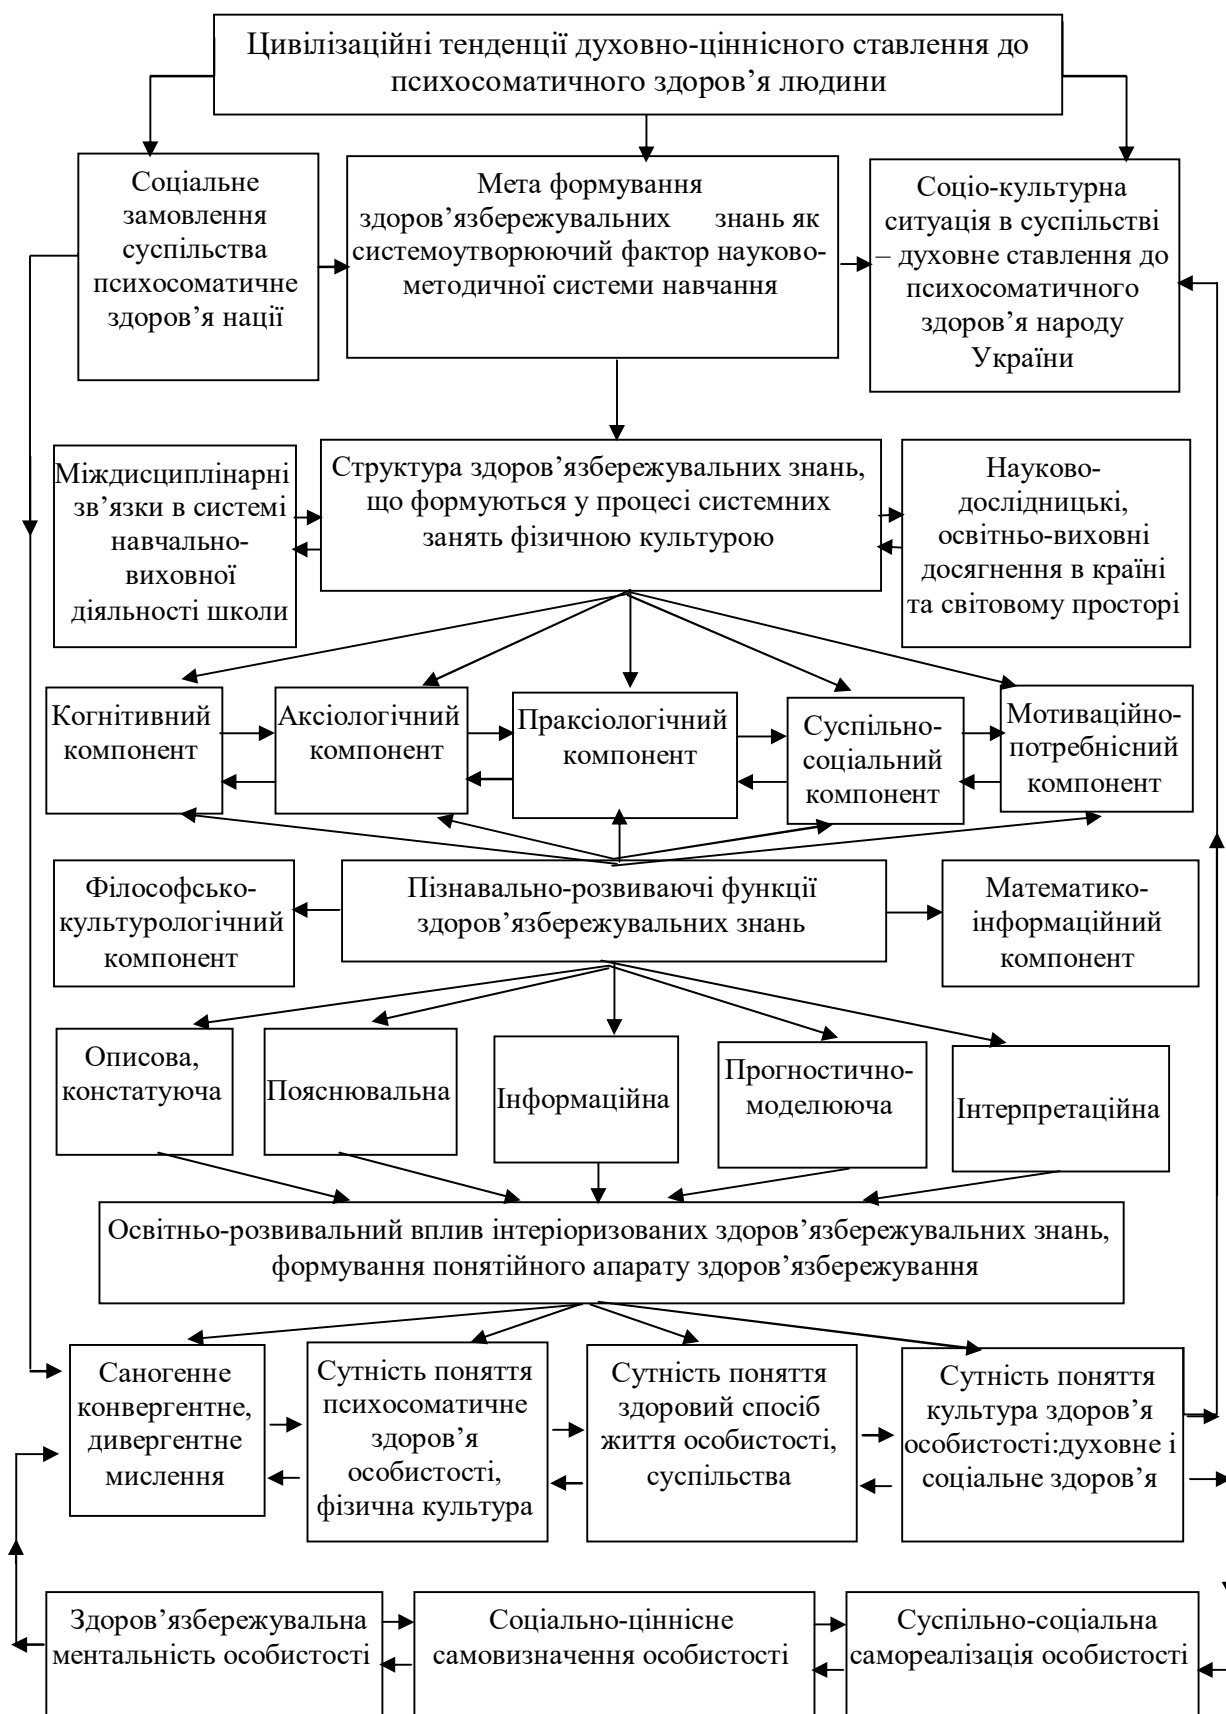 Цивілізаційні тенденції духовно-ціннісного ставлення до
психосоматичного здоров’я людини
Соціальне
замовлення
суспільства
психосоматичне
здоров’я нації
Мета формування
здоров’язбережувальних знань як
системоутворюючий фактор науково-
методичної системи навчання
Соціо-культурна
ситуація в суспільстві
– духовне ставлення до
психосоматичного
здоров’я народу
України
Міждисциплінарні
зв’язки в системі
навчально-
виховної
діяльності школи
Структура здоров’язбережувальних знань,
що формуються у процесі системних
занять фізичною культурою
Науково-
дослідницькі,
освітньо-виховні
досягнення в країні
та світовому просторі
Когнітивний
компонент
Аксіологічний
компонент
Праксіологічний
компонент
Суспільно-
соціальний
компонент
Мотиваційно-
потребнісний
компонент
Філософсько-
культурологічний
компонент
Пізнавально-розвиваючі функції
здоров’язбережувальних знань
Математико-
інформаційний
компонент
Описова,
констатуюча
Пояснювальна
Інформаційна
Прогностично-
моделююча
Інтерпретаційна
Освітньо-розвивальний вплив інтеріоризованих здоров’язбережувальних знань,
формування понятійного апарату здоров’язбережування
Саногенне
конвергентне,
дивергентне
мислення
Сутність поняття
психосоматичне
здоров’я
особистості,
фізична культура
Сутність поняття
здоровий спосіб
життя особистості,
суспільства
Сутність поняття
культура здоров’я
особистості:духовне і
соціальне здоров’я
Здоров’язбережувальна
ментальність особистості
Соціально-ціннісне
самовизначення особистості
Суспільно-соціальна
самореалізація особистості